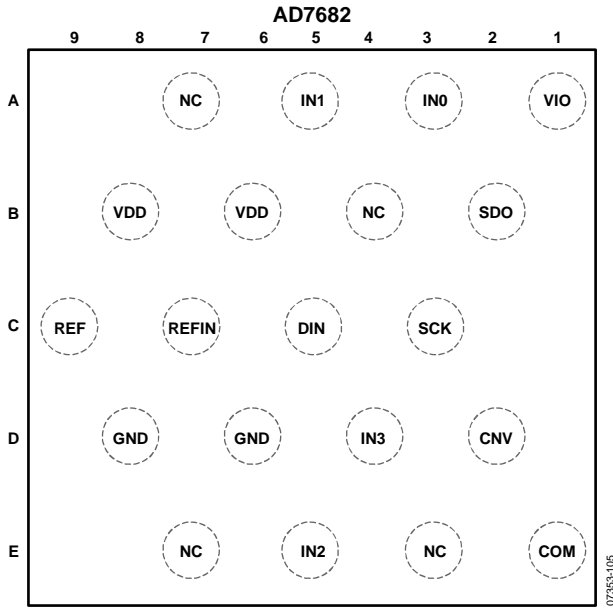 AD7682
9 8 7 6 5 4 3 2 1
A NC IN1 IN0 VIO
B VDD VDD NC SDO
C REF REFIN DIN SCK
D GND GND IN3 CNV
E NC IN2 NC COM
07353-105